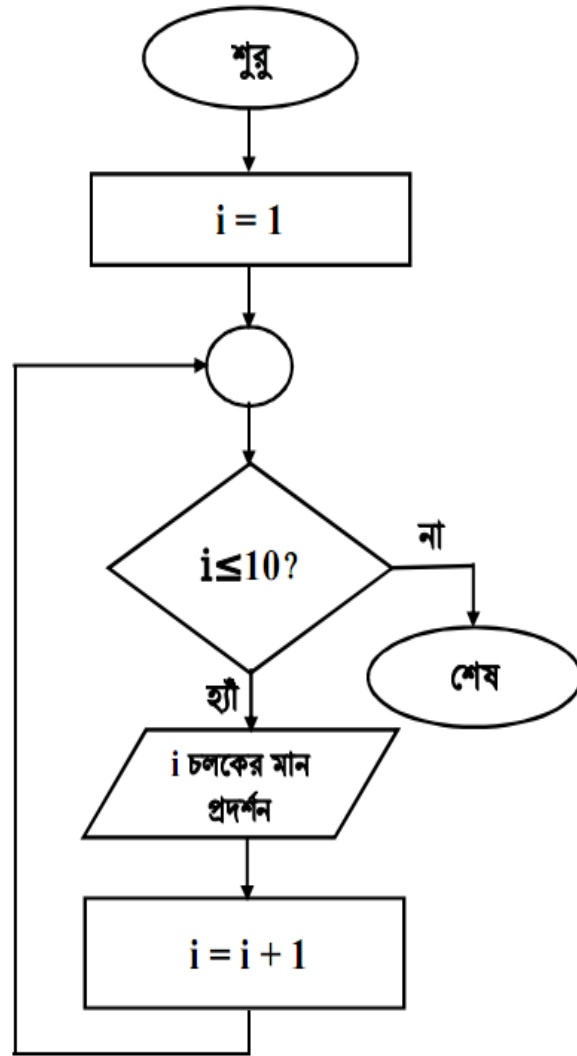 শুরু
i = 1
i≤10?
না
শেষ
হ্যাঁ
i চলকের মান
প্রদর্শন
i = i + 1